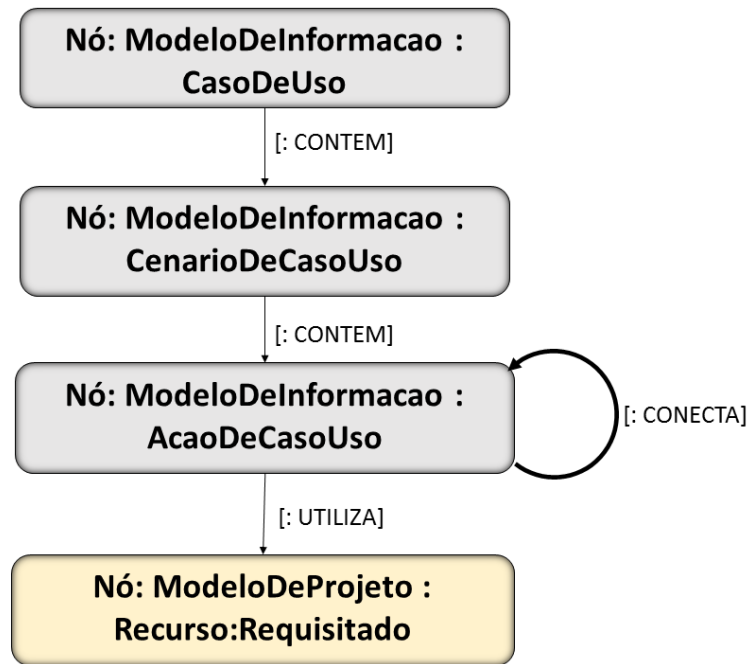 Nó: ModeloDeInformacao :
CasoDeUso
[: CONTEM]
Nó: ModeloDeInformacao :
CenarioDeCasoUso
[: CONTEM]
Nó: ModeloDeInformacao :
AcaoDeCasoUso
[: CONECTA]
[: UTILIZA]
Nó: ModeloDeProjeto :
Recurso:Requisitado